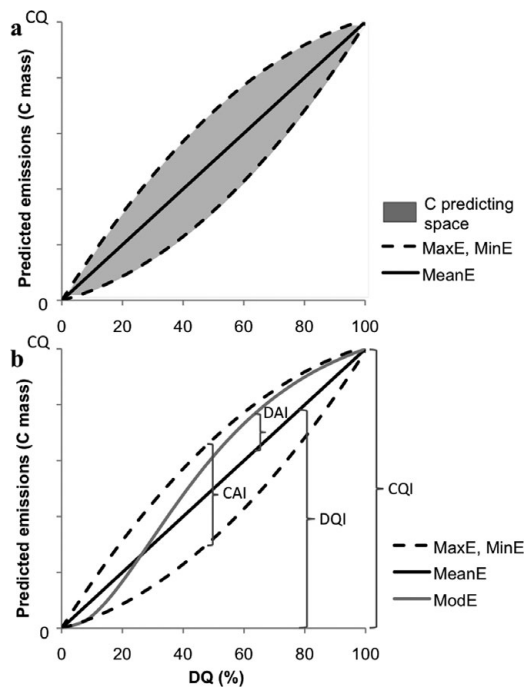 CQ
a
Predicted emissions (C mass)
0
0 20 40 60 80 100
C predicting
space
MaxE, MinE
MeanE
CQ
b
Predicted emissions (C mass)
DAI
CAI
DQI
CQI
MaxE, MinE
MeanE
ModE
0
0 20 40 60 80 100
DQ (%)